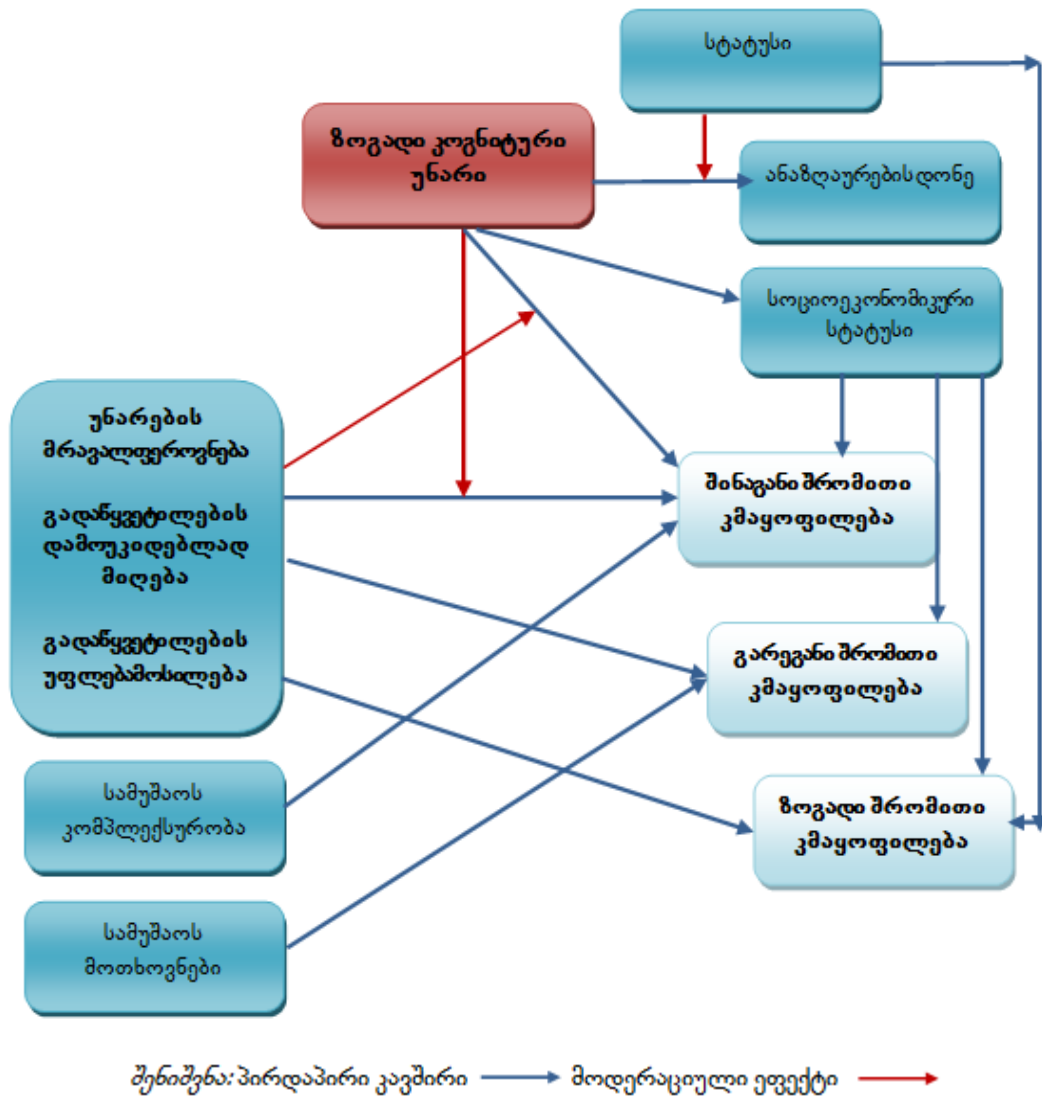 სტატუსი
ზოგადი კოგნიტური
უნარი
ანაზღაურების დონე
სოციოეკონომიკური
სტატუსი
უნარების
მრავალფეროვნება
გადაწყვეტილების
დამოუკიდებლად
მიღება
გადაწყვეტილების
უფლებამოსილება
შინაგანი შრომითი
კმაყოფილება
გარეგანი შრომითი
კმაყოფილება
ზოგადი შრომითი
კმაყოფილება
სამუშაოს
კომპლექსურობა
სამუშაოს
მოთხოვნები
შენიშვნა: პირდაპირი კავშირი მოდერაციული ეფექტი